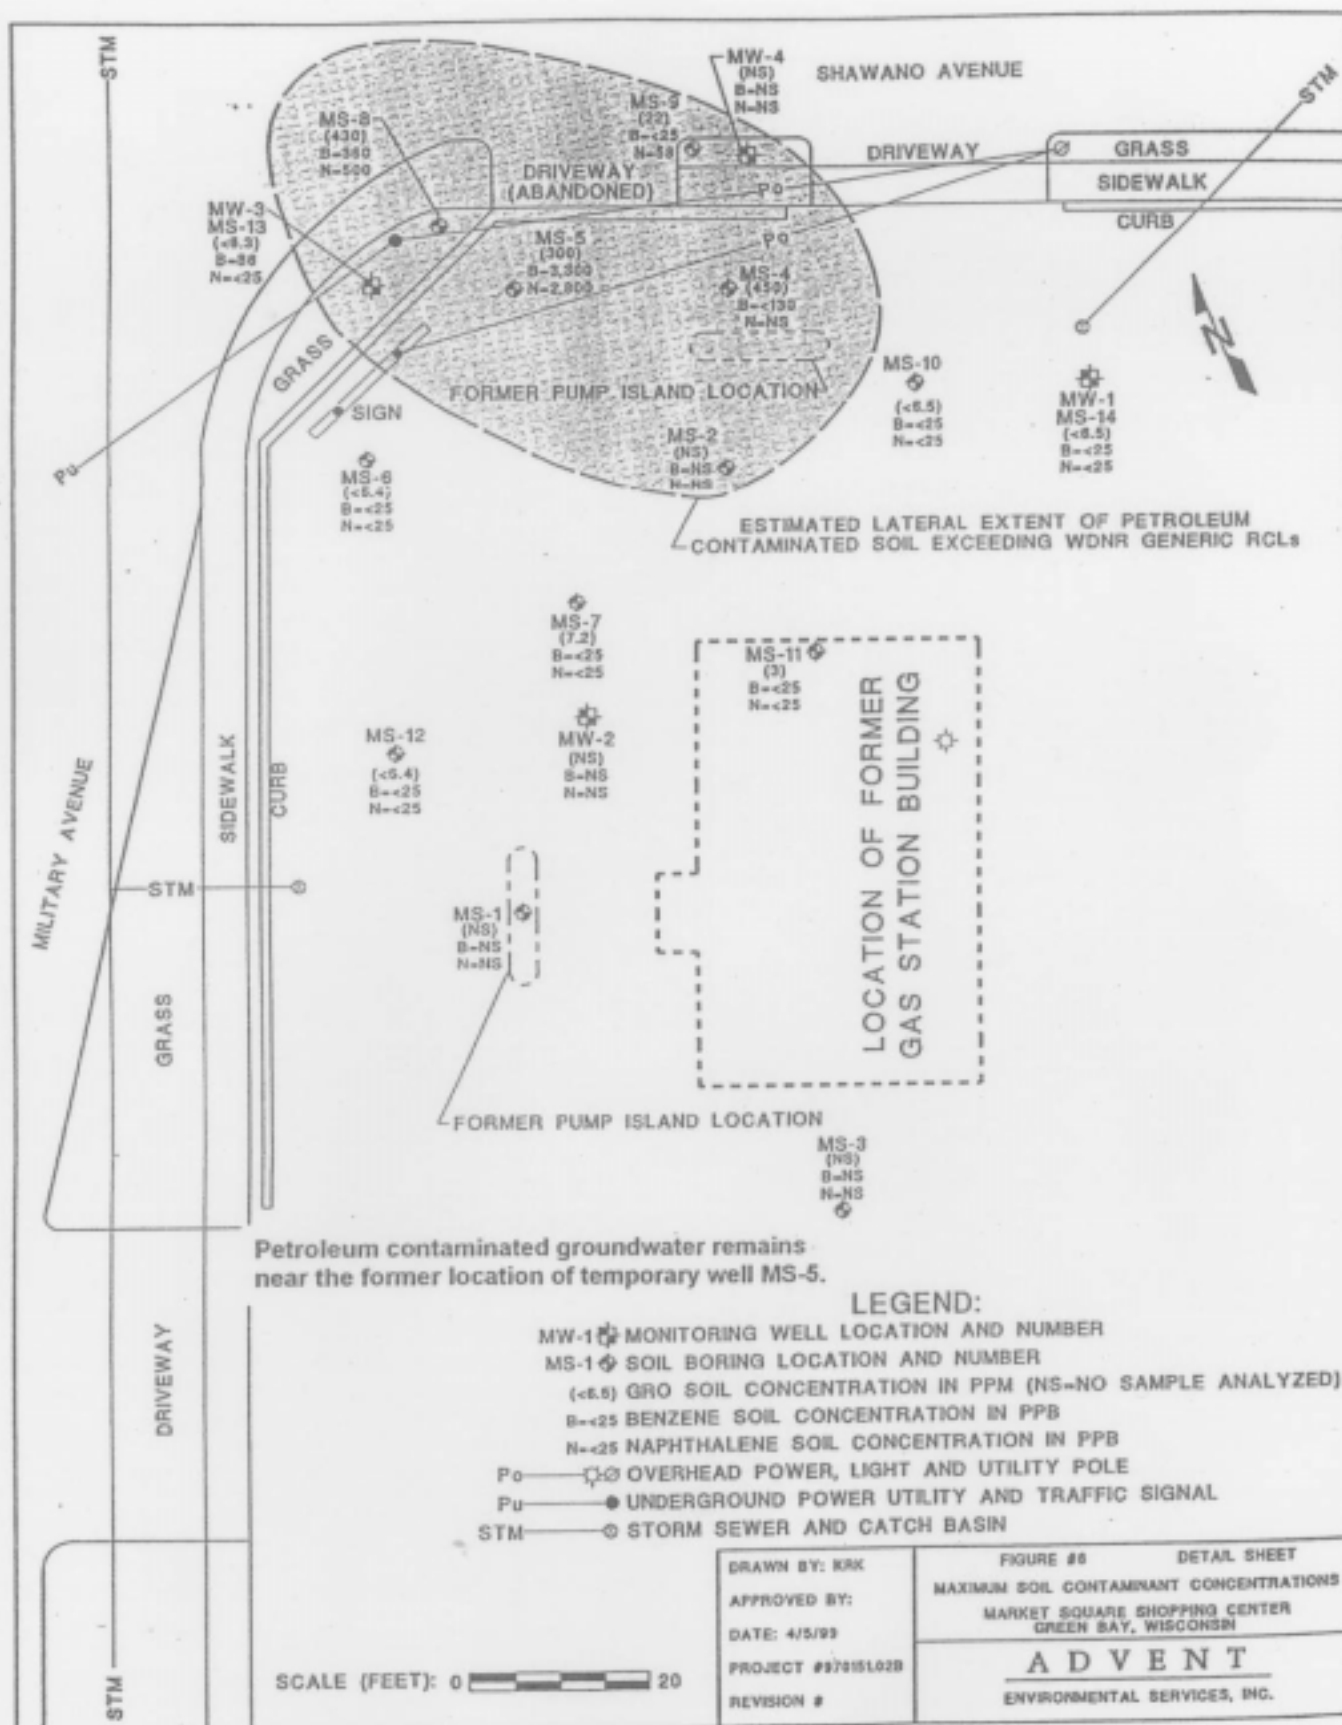 STM
MW-4
(NS)
B=NS
N=NS
SHAWANO AVENUE
STM
MS-9
(22)
B=<25
N=58
MS-8
(430)
B=360
N=500
DRIVEWAY
(ABANDONED)
DRIVEWAY
GRASS
SIDEWALK
CURB
Po
Po
MW-3
MS-13
(<6.3)
B=86
N=<25
MS-5
(300)
B=3,300
N=2,800
MS-4
(450)
B=<130
N=NS
N
GRASS
FORMER PUMP ISLAND LOCATION
MS-10
(<6.5)
B=<25
N=<25
MW-1
MS-14
(<6.5)
B=<25
N=<25
SIGN
MS-2
(NS)
B=NS
N=NS
Pu
MS-6
(<5.4)
B=<25
N=<25
ESTIMATED LATERAL EXTENT OF PETROLEUM
CONTAMINATED SOIL EXCEEDING WDNR GENERIC RCLs
MS-7
(7.2)
B=<25
N=<25
MS-11
(3)
B=<25
N=<25
LOCATION OF FORMER
GAS STATION BUILDING
MW-2
(NS)
B=NS
N=NS
MS-12
(<5.4)
B=<25
N=<25
MILITARY AVENUE
SIDEWALK
CURB
STM
MS-1
(NS)
B=NS
N=NS
GRASS
FORMER PUMP ISLAND LOCATION
MS-3
(NS)
B=NS
N=NS
Petroleum contaminated groundwater remains
near the former location of temporary well MS-5.
DRIVEWAY
LEGEND:
MW-1 MONITORING WELL LOCATION AND NUMBER
MS-1 SOIL BORING LOCATION AND NUMBER
(<6.5) GRO SOIL CONCENTRATION IN PPM (NS=NO SAMPLE ANALYZED)
B=<25 BENZENE SOIL CONCENTRATION IN PPB
N=<25 NAPHTHALENE SOIL CONCENTRATION IN PPB
Po OVERHEAD POWER, LIGHT AND UTILITY POLE
Pu UNDERGROUND POWER UTILITY AND TRAFFIC SIGNAL
STM STORM SEWER AND CATCH BASIN
STM
SCALE (FEET): 0 20
DRAWN BY: KRK
APPROVED BY:
DATE: 4/5/99
PROJECT #970151.02B
REVISION #
FIGURE #6 DETAIL SHEET
MAXIMUM SOIL CONTAMINANT CONCENTRATIONS
MARKET SQUARE SHOPPING CENTER
GREEN BAY, WISCONSIN
ADVENT
ENVIRONMENTAL SERVICES, INC.